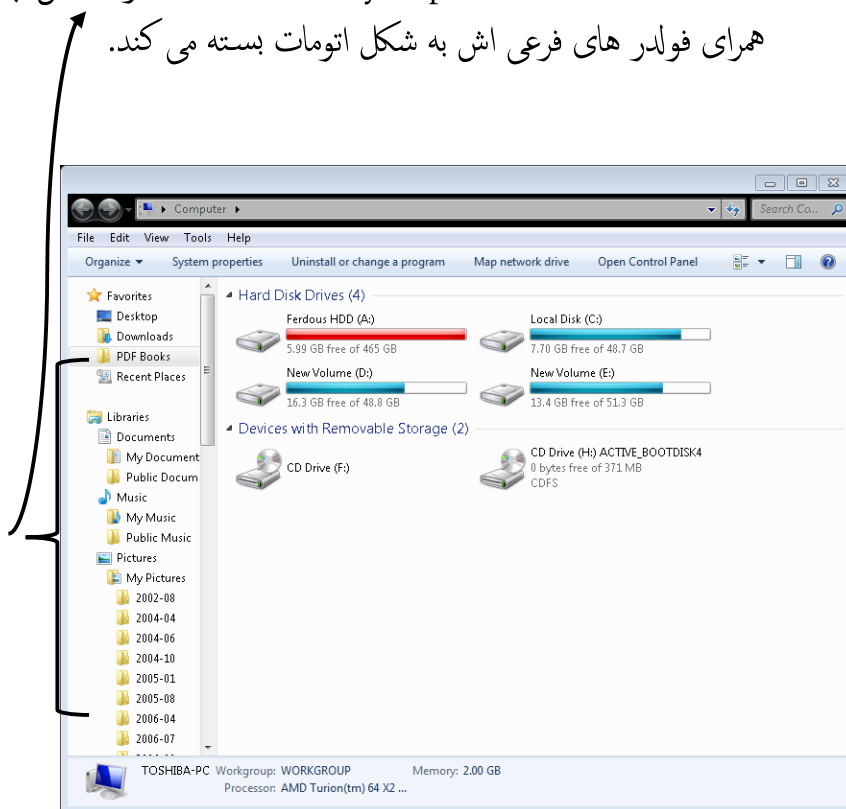 همرای فولدر های فرعی اش به شکل اتومات بسته می کند.
Computer
Search Co...
File Edit View Tools Help
Organize System properties Uninstall or change a program Map network drive Open Control Panel
Favorites
Desktop
Downloads
PDF Books
Recent Places
Libraries
Documents
My Document
Public Docum
Music
My Music
Public Music
Pictures
My Pictures
2002-08
2004-04
2004-06
2004-10
2005-01
2005-08
2006-04
2006-07
Hard Disk Drives (4)
Ferdous HDD (A:)
5.99 GB free of 465 GB
Local Disk (C:)
7.70 GB free of 48.7 GB
New Volume (D:)
16.3 GB free of 48.8 GB
New Volume (E:)
13.4 GB free of 51.3 GB
Devices with Removable Storage (2)
CD Drive (F:)
CD Drive (H:) ACTIVE_BOOTDISK4
0 bytes free of 371 MB
CDFS
TOSHIBA-PC Workgroup: WORKGROUP Memory: 2.00 GB
Processor: AMD Turion(tm) 64 X2 ...